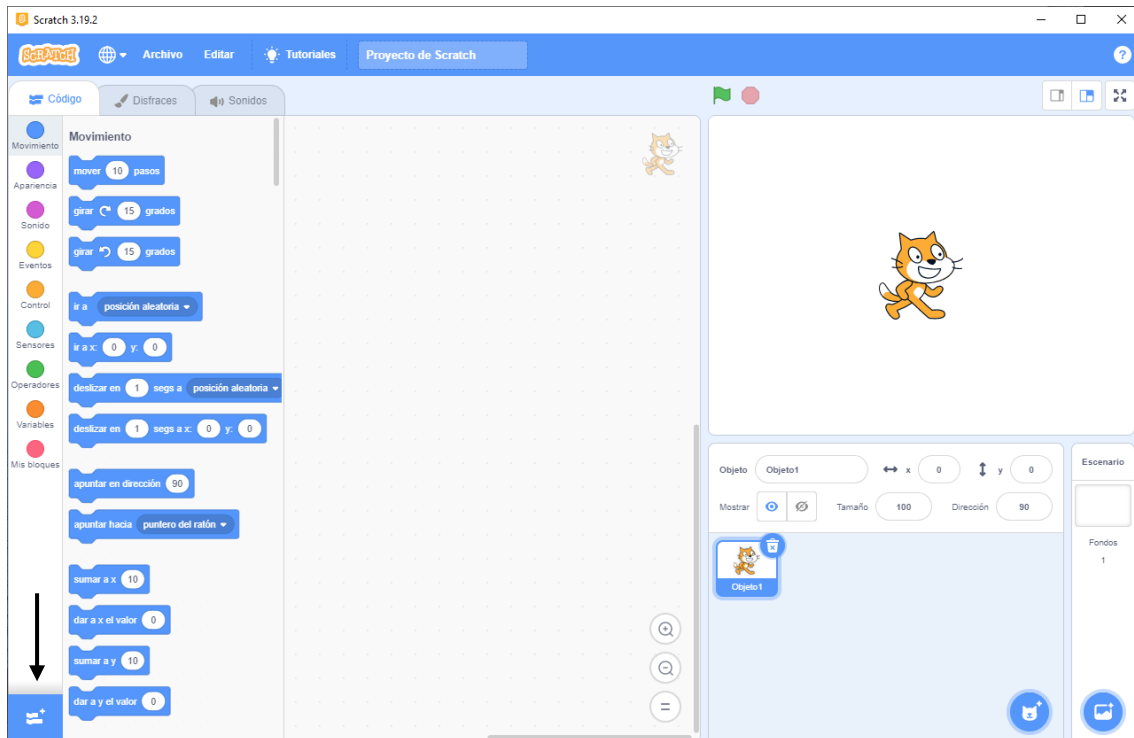 Scratch 3.19.2
SCRATCH Archivo Editar Tutoriales Proyecto de Scratch ?
Código Disfraces Sonidos
Movimiento
Apariencia
Sonido
Eventos
Control
Sensores
Operadores
Variables
Mis bloques
Movimiento
mover 10 pasos
girar 15 grados
girar 15 grados
ir a posición aleatoria
ir a x: 0 y: 0
deslizar en 1 segs a posición aleatoria
deslizar en 1 segs a x: 0 y: 0
apuntar en dirección 90
apuntar hacia puntero del ratón
sumar a x 10
dar a x el valor 0
sumar a y 10
dar a y el valor 0
Objeto Objeto1 x 0 y 0
Mostrar Tamaño 100 Dirección 90
Objeto1
Escenario
Fondos
1